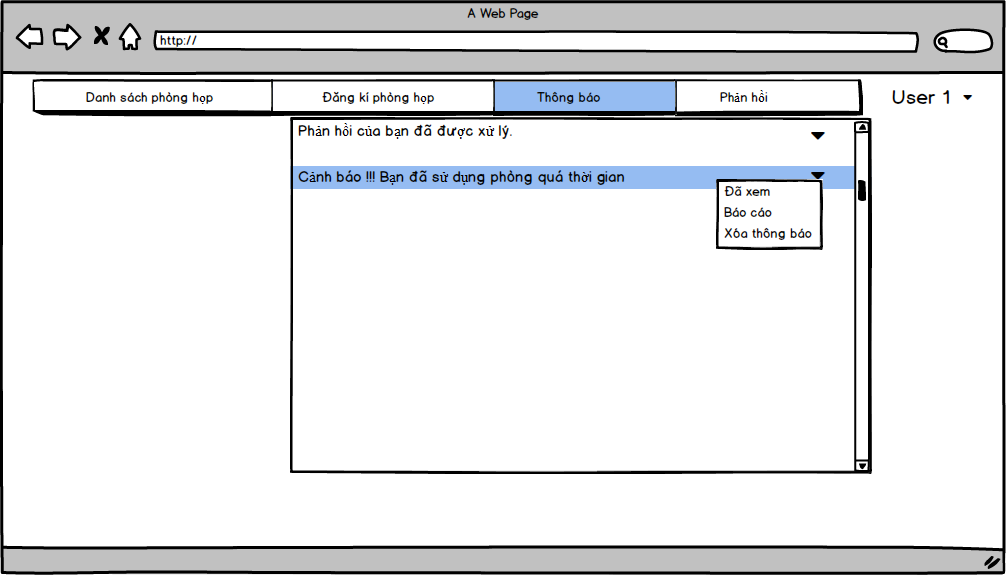 A Web Page
http://
Danh sách phòng họp
Đăng kí phòng họp
Thông báo
Phản hồi
User 1
Phản hồi của bạn đã được xử lý.
Cảnh báo !!! Bạn đã sử dụng phòng quá thời gian
Đã xem
Báo cáo
Xóa thông báo